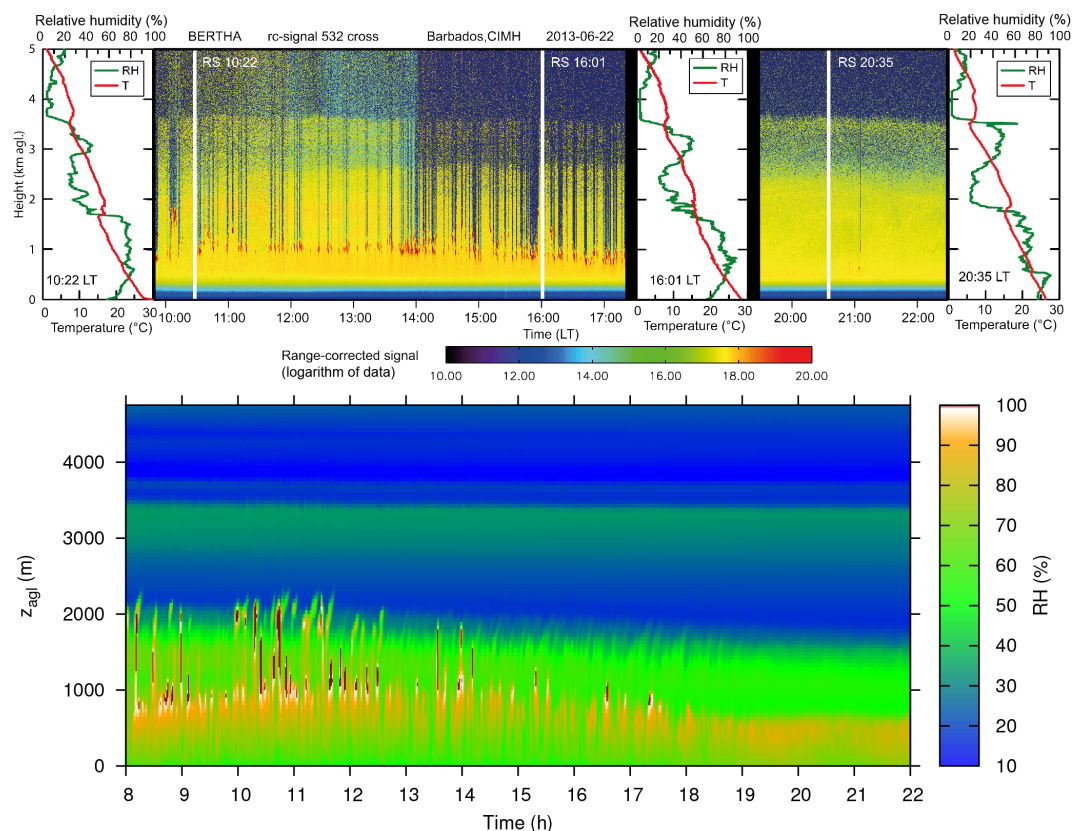 Relative humidity (%)
0 20 40 60 80 100
BERTHA rc-signal 532 cross Barbados,CIMH 2013-06-22
Relative humidity (%)
0 20 40 60 80 100
Relative humidity (%)
0 20 40 60 80 100
5
4
3
2
1
0
Height (km agl.)
RH
T
10:22 LT
0 10 20 30
Temperature (°C)
RS 10:22
RS 16:01
10:00 11:00 12:00 13:00 14:00 15:00 16:00 17:00
Time (LT)
RH
T
16:01 LT
0 10 20 30
Temperature (°C)
RS 20:35
20:00 21:00 22:00
RH
T
20:35 LT
0 10 20 30
Temperature (°C)
Range-corrected signal
(logarithm of data)
10.00 12.00 14.00 16.00 18.00 20.00
4000
3000
2000
1000
0
zagl (m)
8 9 10 11 12 13 14 15 16 17 18 19 20 21 22
Time (h)
100
90
80
70
60
50
40
30
20
10
RH (%)